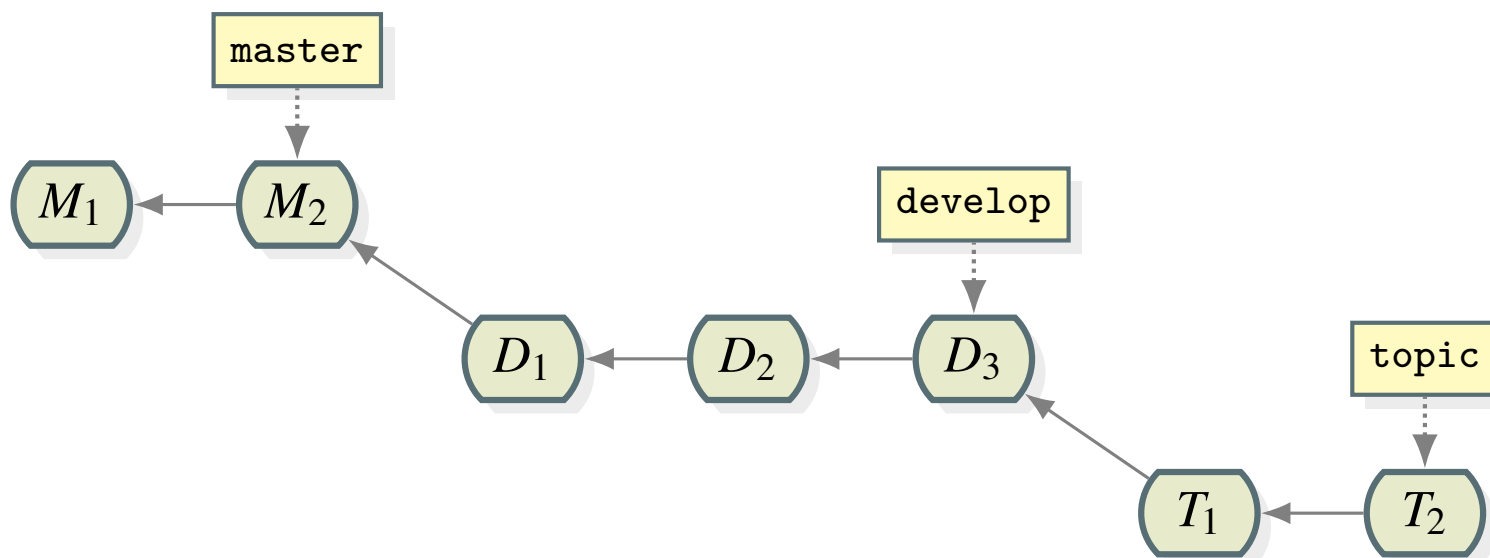 master
M₁
M₂
develop
D₁
D₂
D₃
topic
T₁
T₂